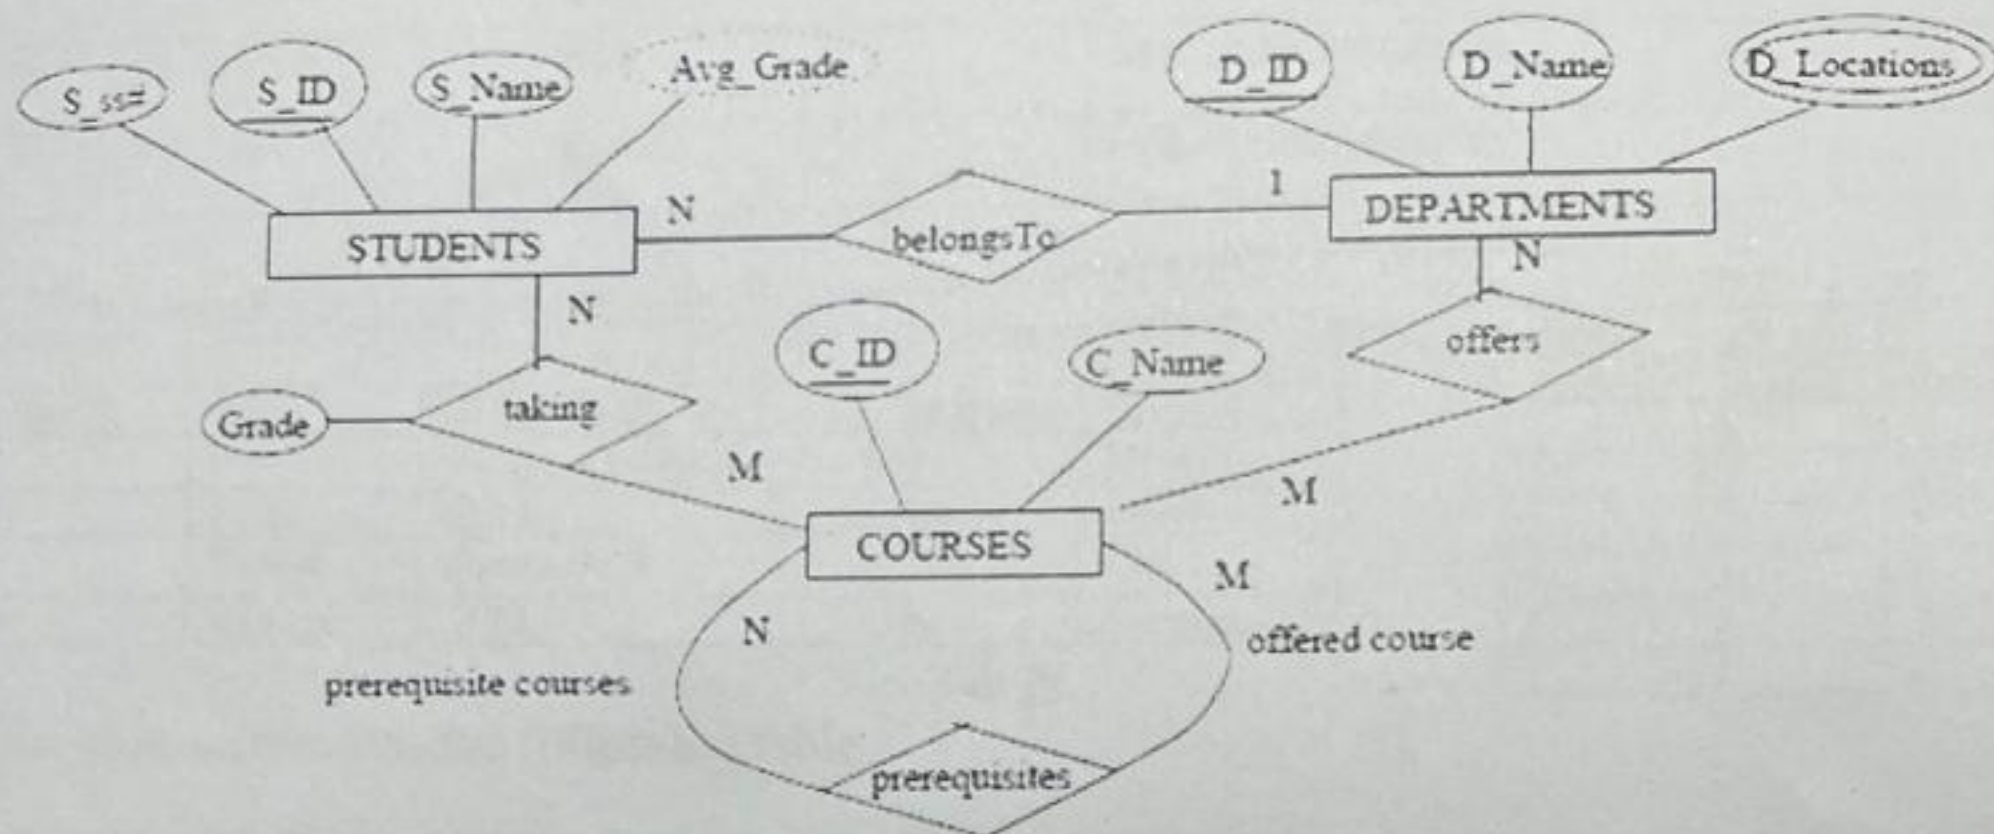 S_ss#
S_ID
S_Name
Avg_Grade
D_ID
D_Name
D_Locations
STUDENTS
N
belongsTo
1
DEPARTMENTS
N
N
offers
C_ID
C_Name
Grade
taking
M
M
COURSES
N
M
offered course
prerequisite courses
prerequisites